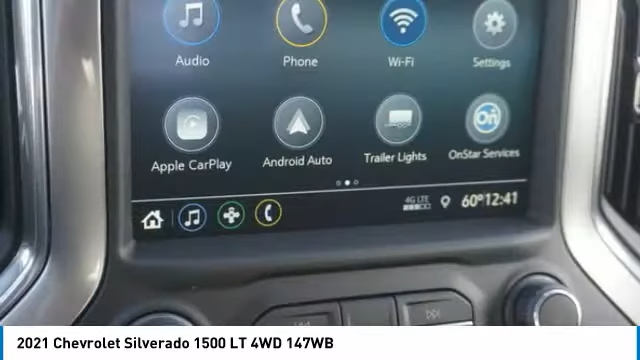 Audio Phone Wi-Fi Settings
Apple CarPlay Android Auto Trailer Lights OnStar Services
4G LTE 60° 12:41
2021 Chevrolet Silverado 1500 LT 4WD 147WB